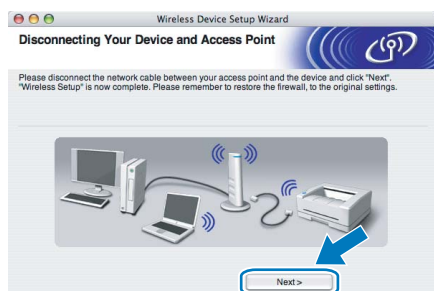 Wireless Device Setup Wizard
Disconnecting Your Device and Access Point
Please disconnect the network cable between your access point and the device and click "Next".
"Wireless Setup" is now complete. Please remember to restore the firewall, to the original settings.
Next >